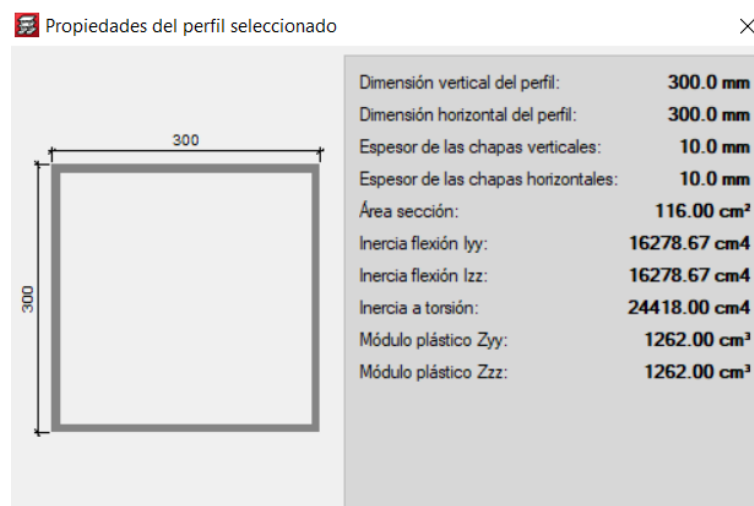 Propiedades del perfil seleccionado
300
300
Dimensión vertical del perfil: 300.0 mm
Dimensión horizontal del perfil: 300.0 mm
Espesor de las chapas verticales: 10.0 mm
Espesor de las chapas horizontales: 10.0 mm
Área sección: 116.00 cm²
Inercia flexión Iyy: 16278.67 cm4
Inercia flexión Izz: 16278.67 cm4
Inercia a torsión: 24418.00 cm4
Módulo plástico Zyy: 1262.00 cm³
Módulo plástico Zzz: 1262.00 cm³